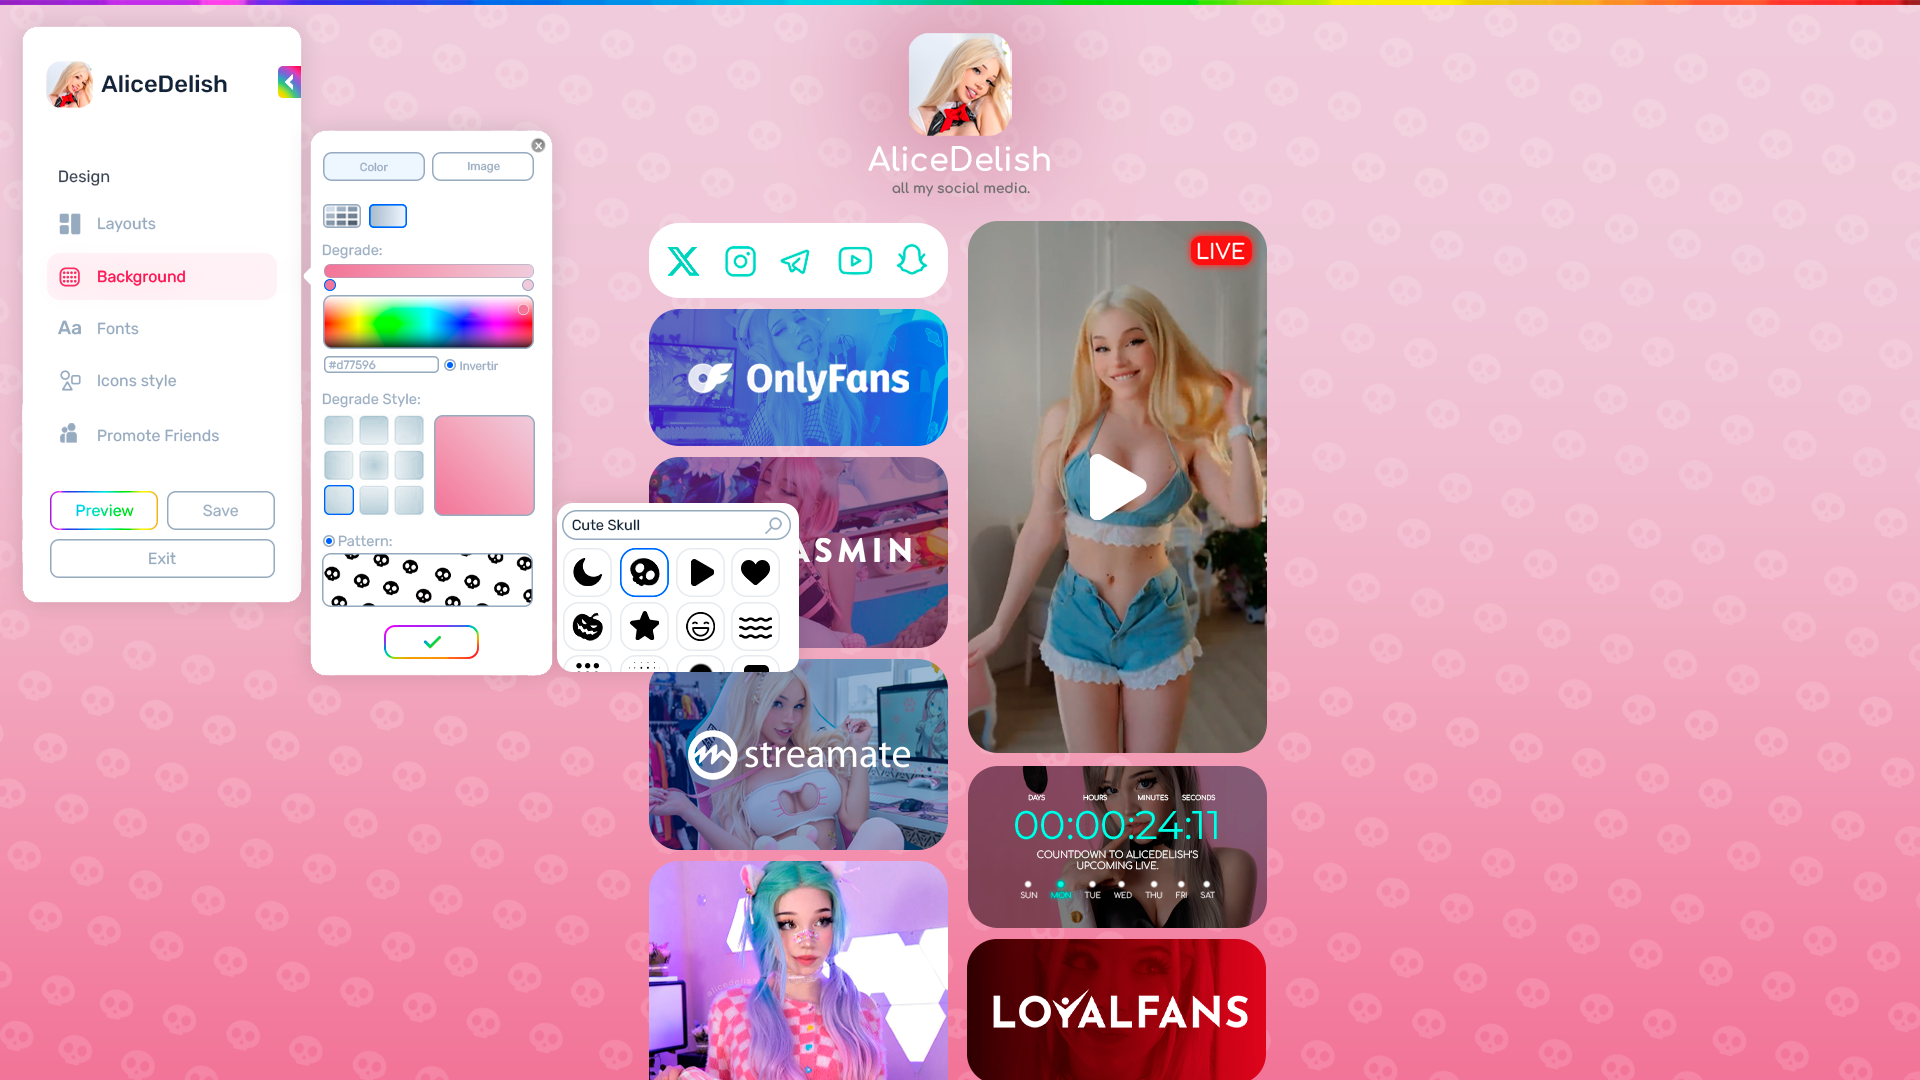 AliceDelish
Design
Layouts
Background
Aa Fonts
Icons style
Promote Friends
Preview
Save
Exit
Color
Image
Degrade:
#d77596
Invertir
Degrade Style:
Pattern:
Cute Skull
AliceDelish
all my social media.
OnlyFans
ASMIN
streamate
LIVE
DAYS HOURS MINUTES SECONDS
00:00:24:11
COUNTDOWN TO ALICEDELISH'S
UPCOMING LIVE.
SUN MON TUE WED THU FRI SAT
LOYALFANS